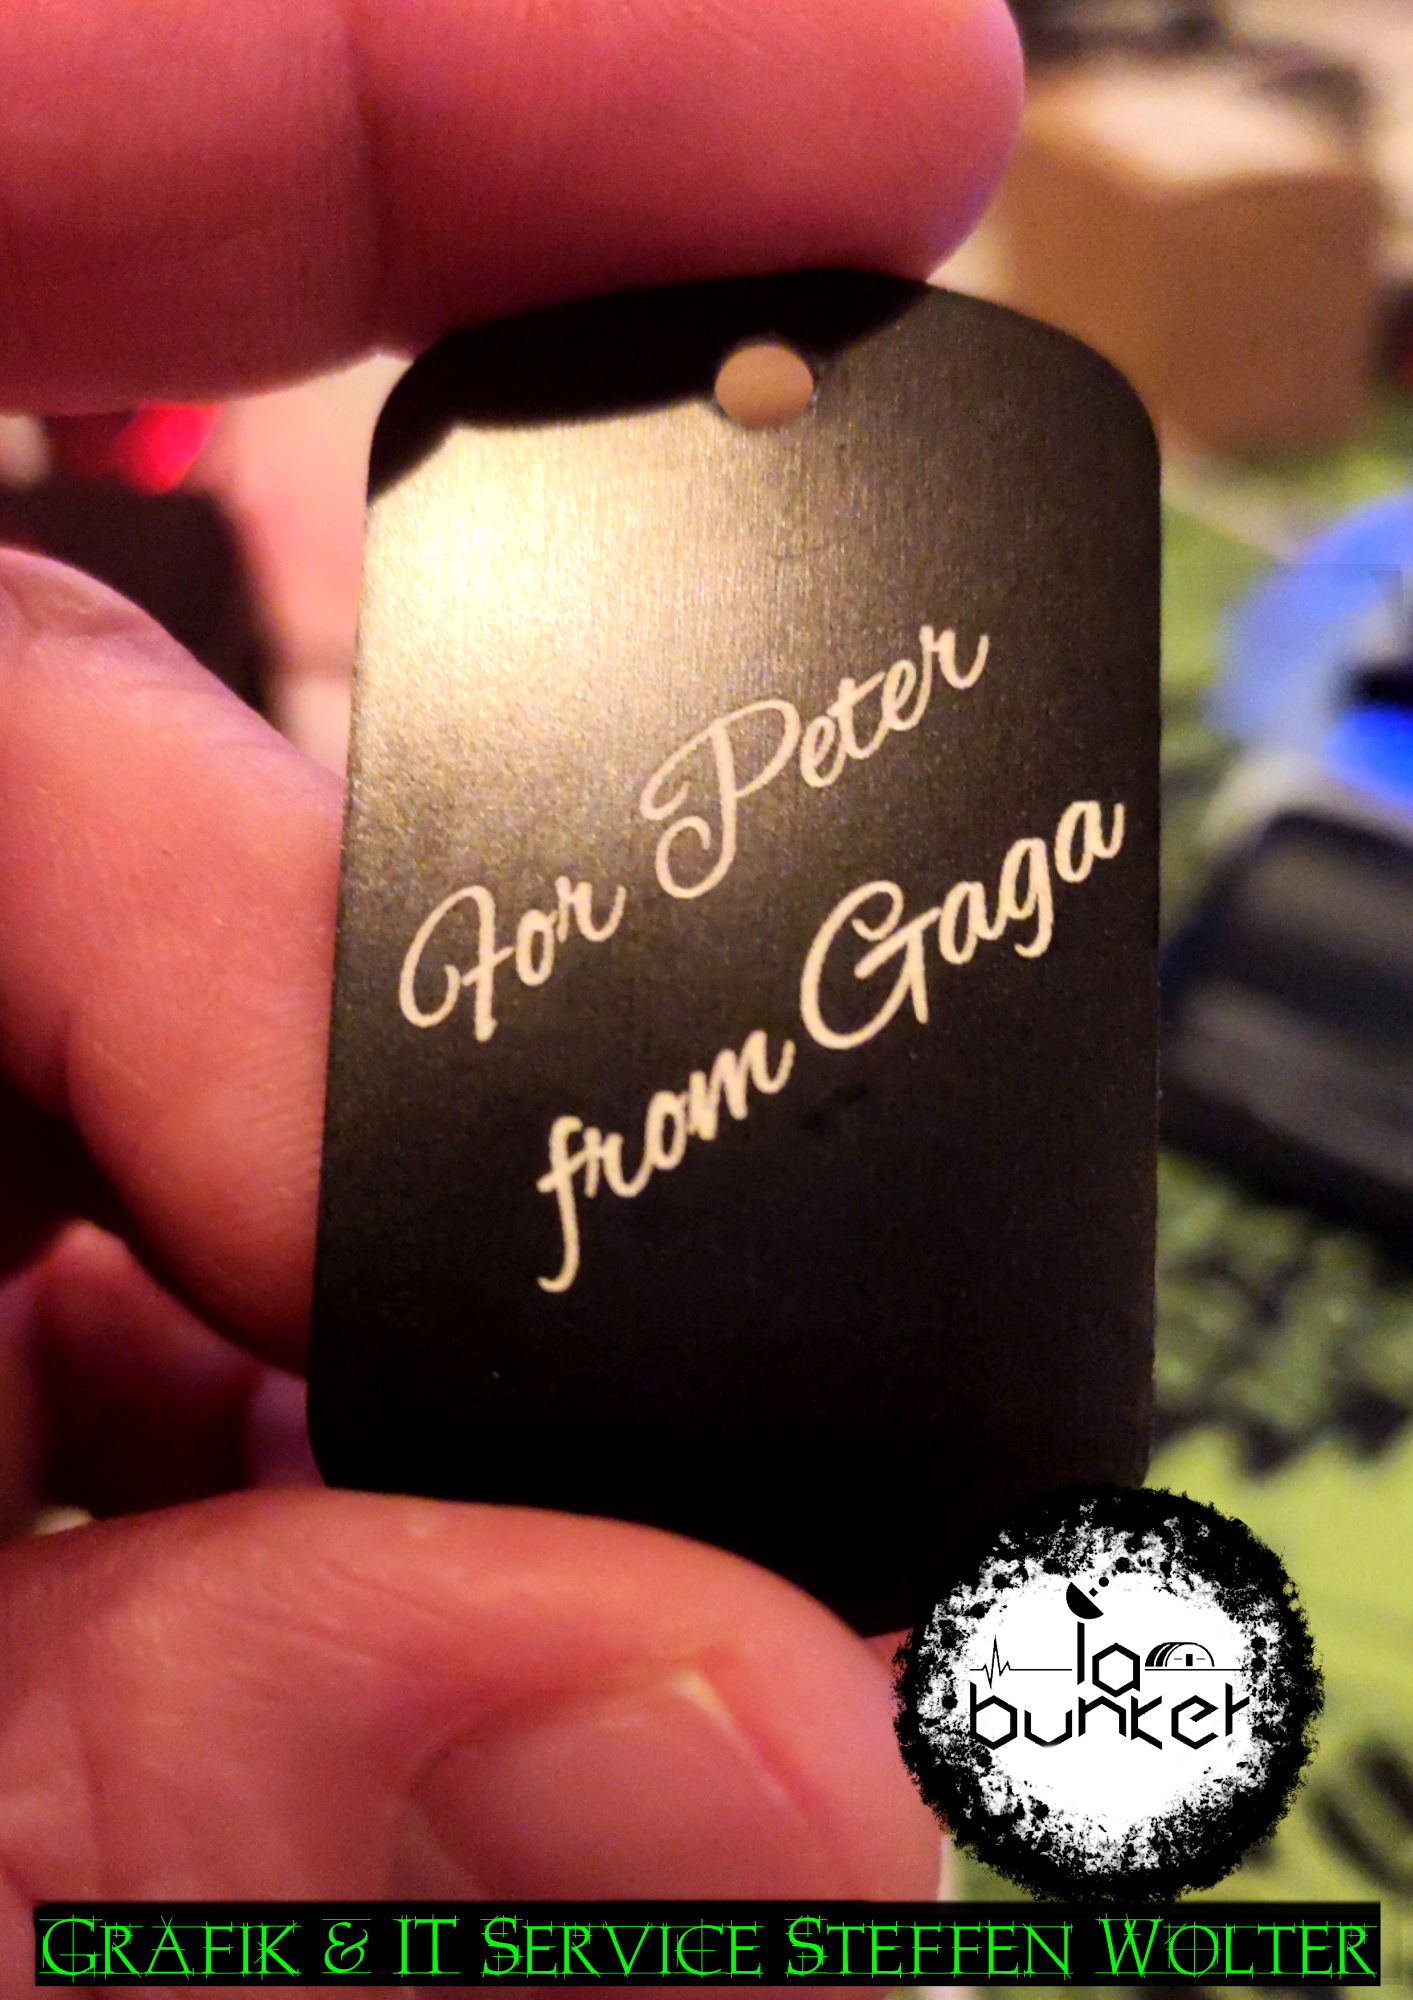 For Peter
from Gaga
la
bunker
GRAFIK & IT SERVICE STEFFEN WOLTER